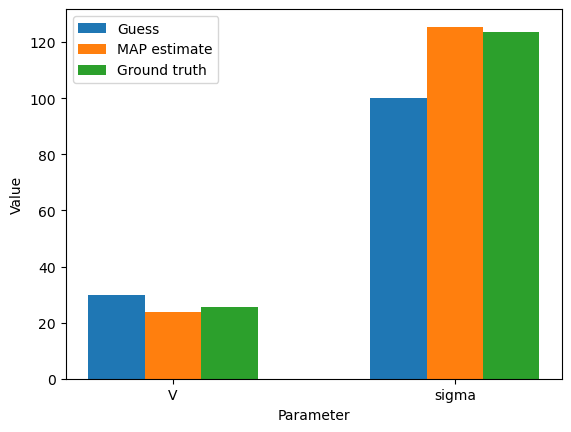 Guess
MAP estimate
Ground truth
120
100
80
60
40
20
0
Value
V
sigma
Parameter